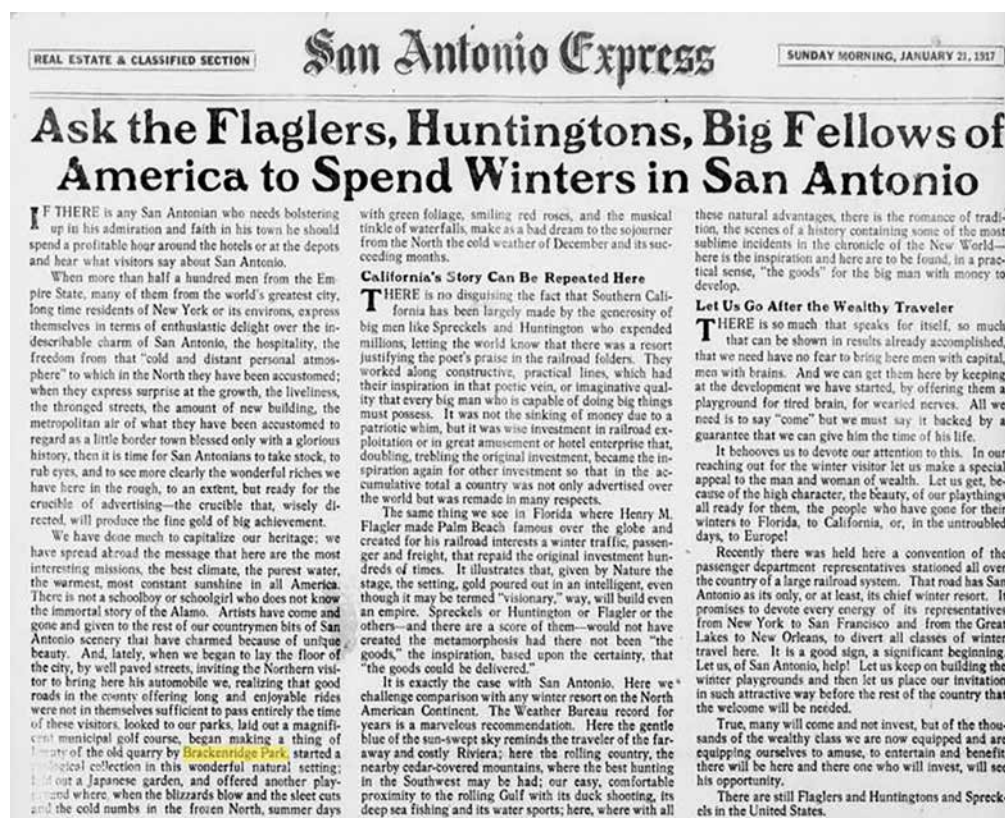 REAL ESTATE & CLASSIFIED SECTION
San Antonio Express
SUNDAY MORNING, JANUARY 21, 1917
Ask the Flaglers, Huntingtons, Big Fellows of
America to Spend Winters in San Antonio
IF THERE is any San Antonian who needs bolstering
up in his admiration and faith in his town he should
spend a profitable hour around the hotels or at the depots
and hear what visitors say about San Antonio.
When more than half a hundred men from the Em-
pire State, many of them from the world's greatest city,
long time residents of New York or its environs, express
themselves in terms of enthusiastic delight over the in-
describable charm of San Antonio, the hospitality, the
freedom from that "cold and distant personal atmos-
phere" to which in the North they have been accustomed;
when they express surprise at the growth, the liveliness,
the thronged streets, the amount of new building, the
metropolitan air of what they have been accustomed to
regard as a little border town blessed only with a glorious
history, then it is time for San Antonians to take stock, to
rub eyes, and to see more clearly the wonderful riches we
have here in the rough, to an extent, but ready for the
crucible of advertising—the crucible that, wisely di-
rected, will produce the fine gold of big achievement.
We have done much to capitalize our heritage; we
have spread abroad the message that here are the most
interesting missions, the best climate, the purest water,
the warmest, most constant sunshine in all America.
There is not a schoolboy or schoolgirl who does not know
the immortal story of the Alamo. Artists have come and
gone and given to the rest of our countrymen bits of San
Antonio scenery that have charmed because of unique
beauty. And, lately, when we began to lay the floor of
the city, by well paved streets, inviting the Northern visi-
tor to bring here his automobile we, realizing that good
roads in the county offering long and enjoyable rides
were not in themselves sufficient to pass entirely the time
of these visitors, looked to our parks, laid out a magnifi-
cent municipal golf course, began making a thing of
of the old quarry by Brackenridge Park, started a
collection in this wonderful natural setting;
out a Japanese garden, and offered another play-
where, when the blizzards blow and the sleet cuts
and the cold numbs in the frozen North, summer days
with green foliage, smiling red roses, and the musical
tinkle of waterfalls, make as a bad dream to the sojourner
from the North the cold weather of December and its suc-
ceeding months.
California's Story Can Be Repeated Here
THERE is no disguising the fact that Southern Cali-
fornia has been largely made by the generosity of
big men like Spreckels and Huntington who expended
millions, letting the world know that there was a resort
justifying the poet's praise in the railroad folders. They
worked along constructive, practical lines, which had
their inspiration in that poetic vein, or imaginative qual-
ity that every big man who is capable of doing big things
must possess. It was not the sinking of money due to a
patriotic whim, but it was wise investment in railroad ex-
ploitation or in great amusement or hotel enterprise that,
doubling, trebling the original investment, became the in-
spiration again for other investment so that in the ac-
cumulative total a country was not only advertised over
the world but was remade in many respects.
The same thing we see in Florida where Henry M.
Flagler made Palm Beach famous over the globe and
created for his railroad interests a winter traffic, passen-
ger and freight, that repaid the original investment hun-
dreds of times. It illustrates that, given by Nature the
stage, the setting, gold poured out in an intelligent, even
though it may be termed "visionary," way, will build even
an empire. Spreckels or Huntington or Flagler or the
others—and there are a score of them—would not have
created the metamorphosis had there not been "the
goods," the inspiration, based upon the certainty, that
"the goods could be delivered."
It is exactly the case with San Antonio. Here we
challenge comparison with any winter resort on the North
American Continent. The Weather Bureau record for
years is a marvelous recommendation. Here the gentle
blue of the sun-swept sky reminds the traveler of the far-
away and costly Riviera; here the rolling country, the
nearby cedar-covered mountains, where the best hunting
in the Southwest may be had; our easy, comfortable
proximity to the rolling Gulf with its duck shooting, its
deep sea fishing and its water sports; here, where with all
these natural advantages, there is the romance of tradi-
tion, the scenes of a history containing some of the most
sublime incidents in the chronicle of the New World—
here is the inspiration and here are to be found, in a prac-
tical sense, "the goods" for the big man with money to
develop.
Let Us Go After the Wealthy Traveler
THERE is so much that speaks for itself, so much
that can be shown in results already accomplished,
that we need have no fear to bring here men with capital,
men with brains. And we can get them here by keeping
at the development we have started, by offering them a
playground for tired brain, for wearied nerves. All we
need is to say "come" but we must say it backed by a
guarantee that we can give him the time of his life.
It behooves us to devote our attention to this. In our
reaching out for the winter visitor let us make a special
appeal to the man and woman of wealth. Let us get, be-
cause of the high character, the beauty, of our plaything
all ready for them, the people who have gone for their
winters to Florida, to California, or, in the untroubled
days, to Europe!
Recently there was held here a convention of the
passenger department representatives stationed all over
the country of a large railroad system. That road has San
Antonio as its only, or at least, its chief winter resort. It
promises to devote every energy of its representative
from New York to San Francisco and from the Great
Lakes to New Orleans, to divert all classes of winter
travel here. It is a good sign, a significant beginning.
Let us, of San Antonio, help! Let us keep on building the
winter playgrounds and then let us place our invitation
in such attractive way before the rest of the country that
the welcome will be needed.
True, many will come and not invest, but of the thou-
sands of the wealthy class we are now equipped and are
equipping ourselves to amuse, to entertain and benefit
there will be here and there one who will invest, will see
his opportunity.
There are still Flaglers and Huntingtons and Spreck-
els in the United States.